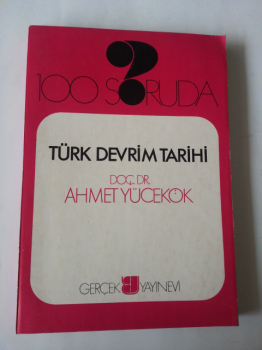 100 SORUDA
TÜRK DEVRİM TARİHİ
DOÇ. DR.
AHMET YÜCEKÖK
GERÇEK YAYINEVİ